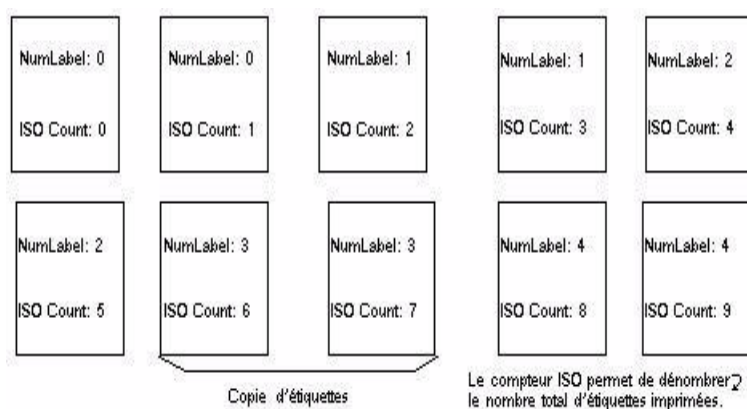 NumLabel: 0
ISO Count: 0
NumLabel: 0
ISO Count: 1
NumLabel: 1
ISO Count: 2
NumLabel: 1
ISO Count: 3
NumLabel: 2
ISO Count: 4
NumLabel: 2
ISO Count: 5
NumLabel: 3
ISO Count: 6
NumLabel: 3
ISO Count: 7
NumLabel: 4
ISO Count: 8
NumLabel: 4
ISO Count: 9
Copie d'étiquettes
Le compteur ISO permet de dénombrer
le nombre total d'étiquettes imprimées.